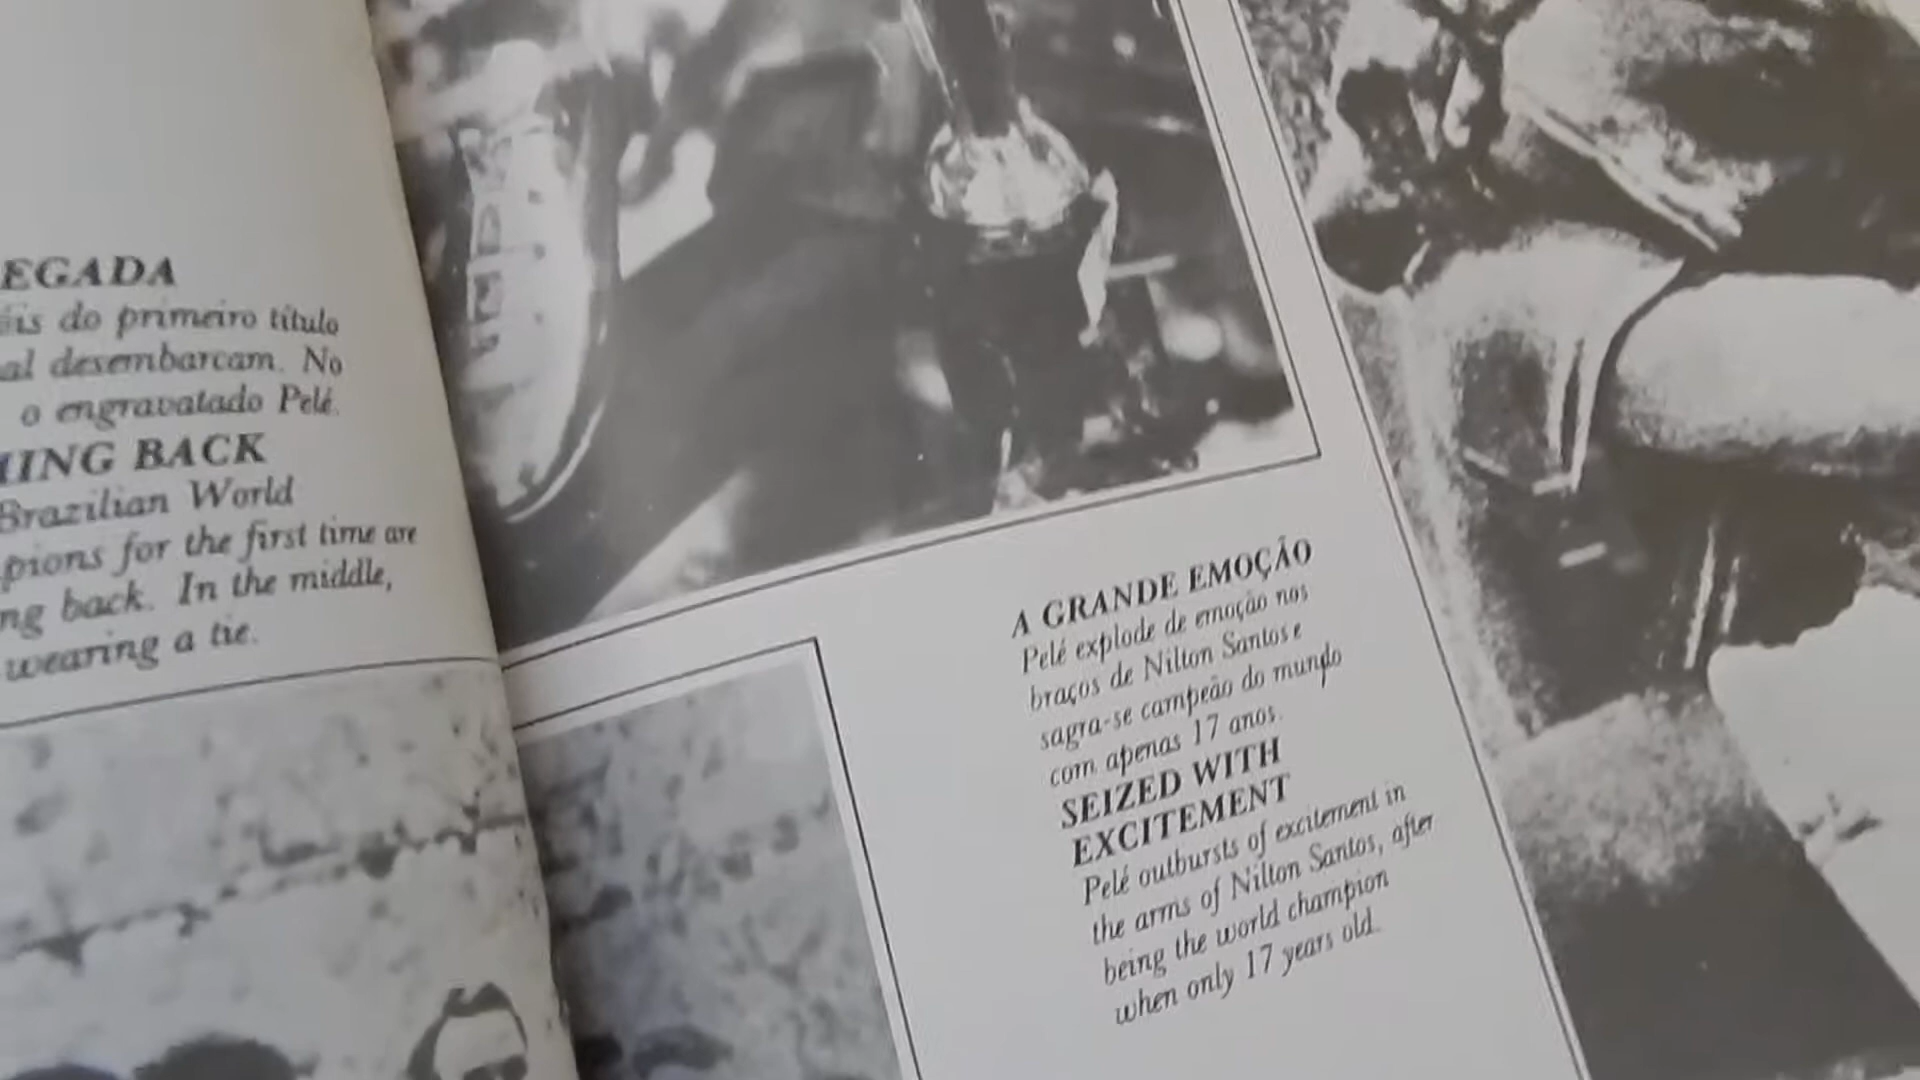 EGADA
do primeiro título
al desembarcam. No
o engravatado Pelé.
BACK
Brazilian World
pions for the first time are
ng back. In the middle,
wearing a tie.
A GRANDE EMOÇÃO
Pelé explode de emoção nos
braços de Nilton Santos e
sagra-se campeão do mundo
com apenas 17 anos.
SEIZED WITH
EXCITEMENT
Pelé outbursts of excitement in
the arms of Nilton Santos, after
being the world champion
when only 17 years old.